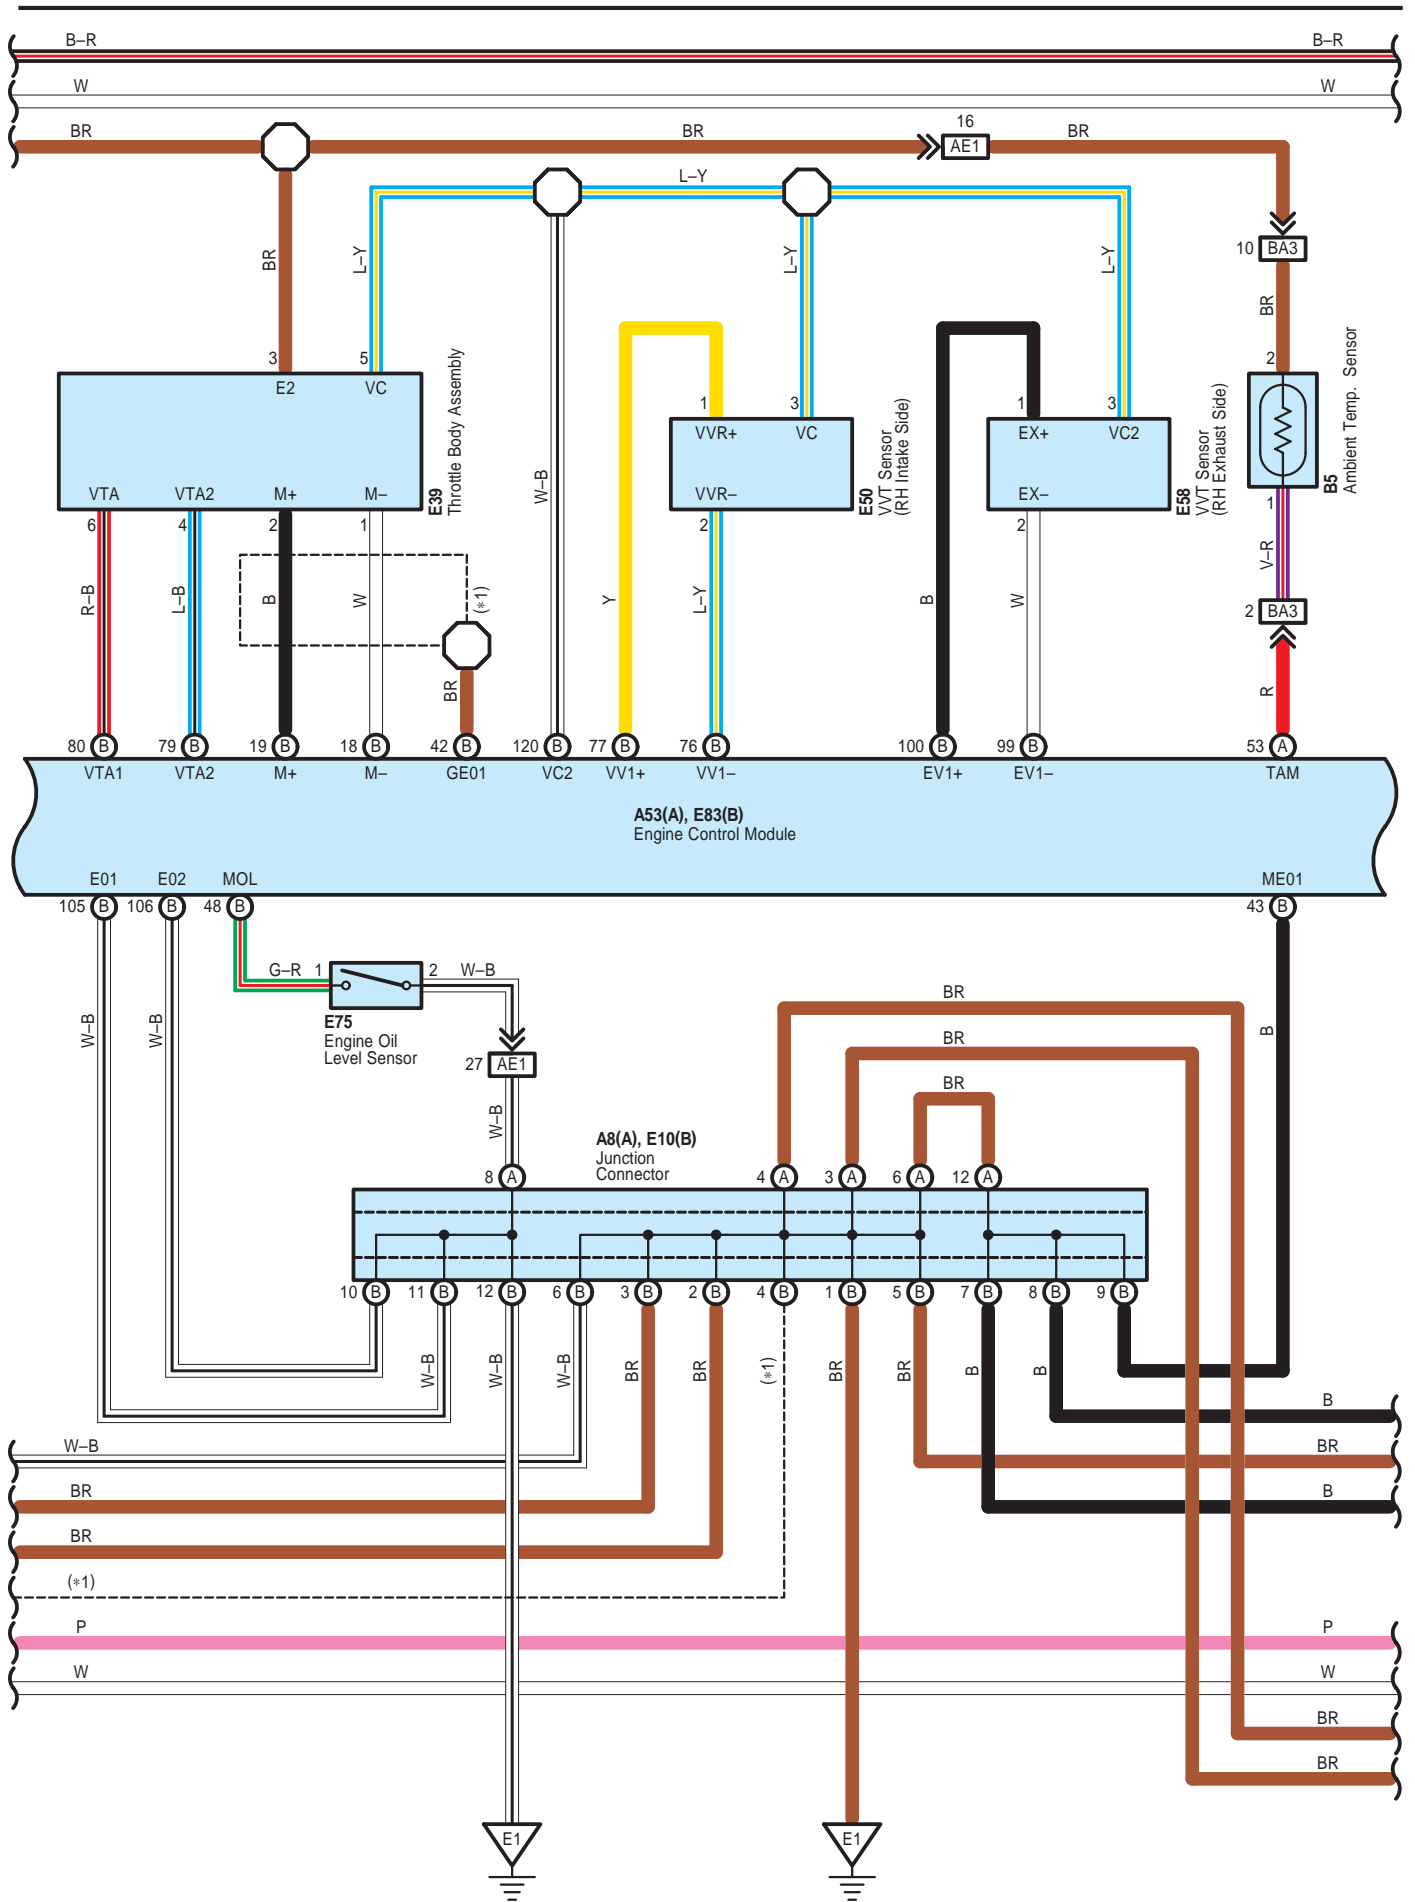 B–R B–R
W W
BR BR 16 BR
AE1
L–Y
BR L–Y L–Y L–Y
10 BA3
BR
3 5 2
E2 VC
E39
Throttle Body Assembly
1 3 1 3
VVR+ VC EX+ VC2
VTA VTA2 M+ M– VVR– EX–
E50
VVT Sensor
(RH Intake Side)
E58
VVT Sensor
(RH Exhaust Side)
B5
Ambient Temp. Sensor
W–B
6 4 2 1 2 2 1
V–R
R–B L–B B W (*1) Y L–Y B W
2 BA3
BR R
80 B 79 B 19 B 18 B 42 B 120 B 77 B 76 B 100 B 99 B 53 A
VTA1 VTA2 M+ M– GE01 VC2 VV1+ VV1– EV1+ EV1– TAM
A53(A), E83(B)
Engine Control Module
E01 E02 MOL ME01
105 B 106 B 48 B 43 B
G–R 1 2 W–B
E75
Engine Oil
Level Sensor
W–B W–B B
BR
BR
27 AE1
BR
W–B
A8(A), E10(B)
Junction
Connector
8 A 4 A 3 A 6 A 12 A
10 B 11 B 12 B 6 B 3 B 2 B 4 B 1 B 5 B 7 B 8 B 9 B
W–B W–B W–B BR BR (*1) BR BR B B
B
W–B BR
BR B
BR
(*1)
P P
W W
BR
BR
E1 E1